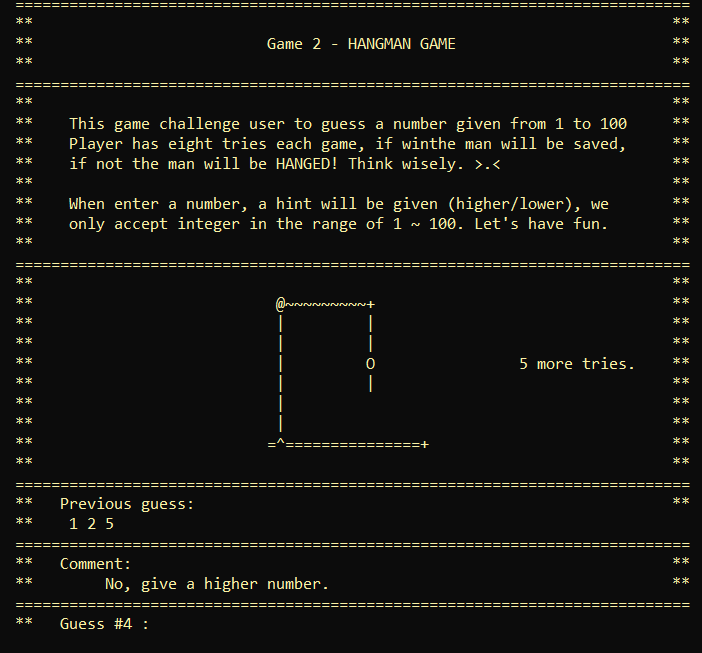 ===========================================================================
** **
** Game 2 - HANGMAN GAME **
** **
===========================================================================
** **
** This game challenge user to guess a number given from 1 to 100 **
** Player has eight tries each game, if winthe man will be saved, **
** if not the man will be HANGED! Think wisely. >.< **
** **
** When enter a number, a hint will be given (higher/lower), we **
** only accept integer in the range of 1 ~ 100. Let's have fun. **
** **
===========================================================================
** **
** @~~~~~~~~~+ **
** | | **
** | | **
** | O 5 more tries. **
** | | **
** | **
** | **
** =^===============+ **
** **
===========================================================================
** Previous guess: **
** 1 2 5
===========================================================================
** Comment: **
** No, give a higher number. **
===========================================================================
** Guess #4 :